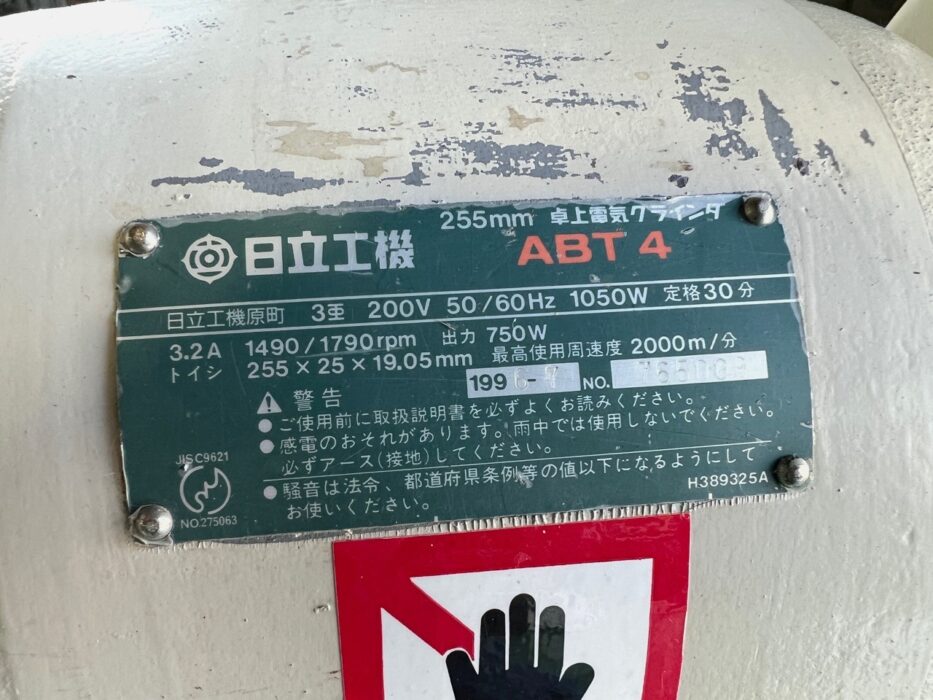 255mm 卓上電気グラインダ
日立工機 ABT 4
日立工機原町 3亜 200V 50/60Hz 1050W 定格30分
3.2A 1490/1790rpm 出力 750W
トイシ 255×25×19.05mm 最高使用周速度 2000m/分
1996-7 NO.
警告
● ご使用前に取扱説明書を必ずよくお読みください。
● 感電のおそれがあります。雨中では使用しないでください。
必ずアース(接地)してください。
● 騒音は法令、都道府県条例等の値以下になるようにして
お使いください。
JISC9621
NO.275063
H389325A